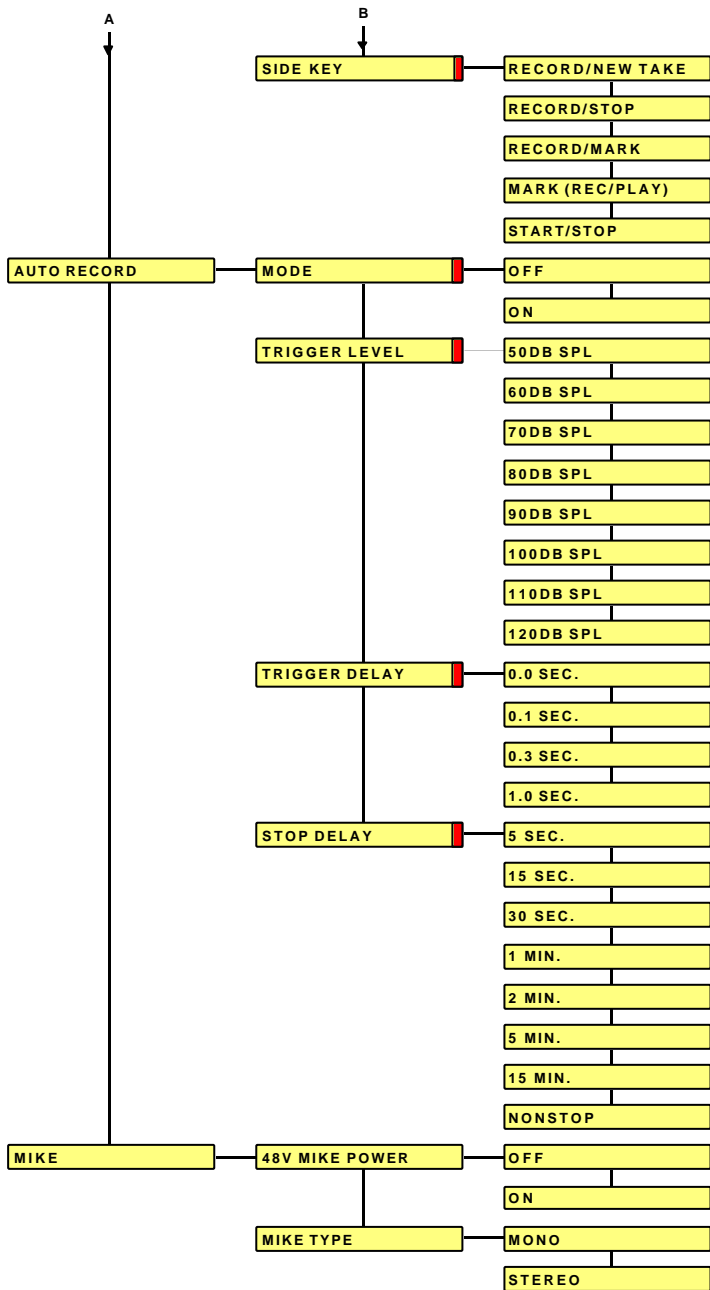 A
B
SIDE KEY
RECORD/NEW TAKE
RECORD/STOP
RECORD/MARK
MARK (REC/PLAY)
START/STOP
AUTO RECORD
MODE
OFF
ON
TRIGGER LEVEL
50DB SPL
60DB SPL
70DB SPL
80DB SPL
90DB SPL
100DB SPL
110DB SPL
120DB SPL
TRIGGER DELAY
0.0 SEC.
0.1 SEC.
0.3 SEC.
1.0 SEC.
STOP DELAY
5 SEC.
15 SEC.
30 SEC.
1 MIN.
2 MIN.
5 MIN.
15 MIN.
NONSTOP
MIKE
48V MIKE POWER
OFF
ON
MIKE TYPE
MONO
STEREO